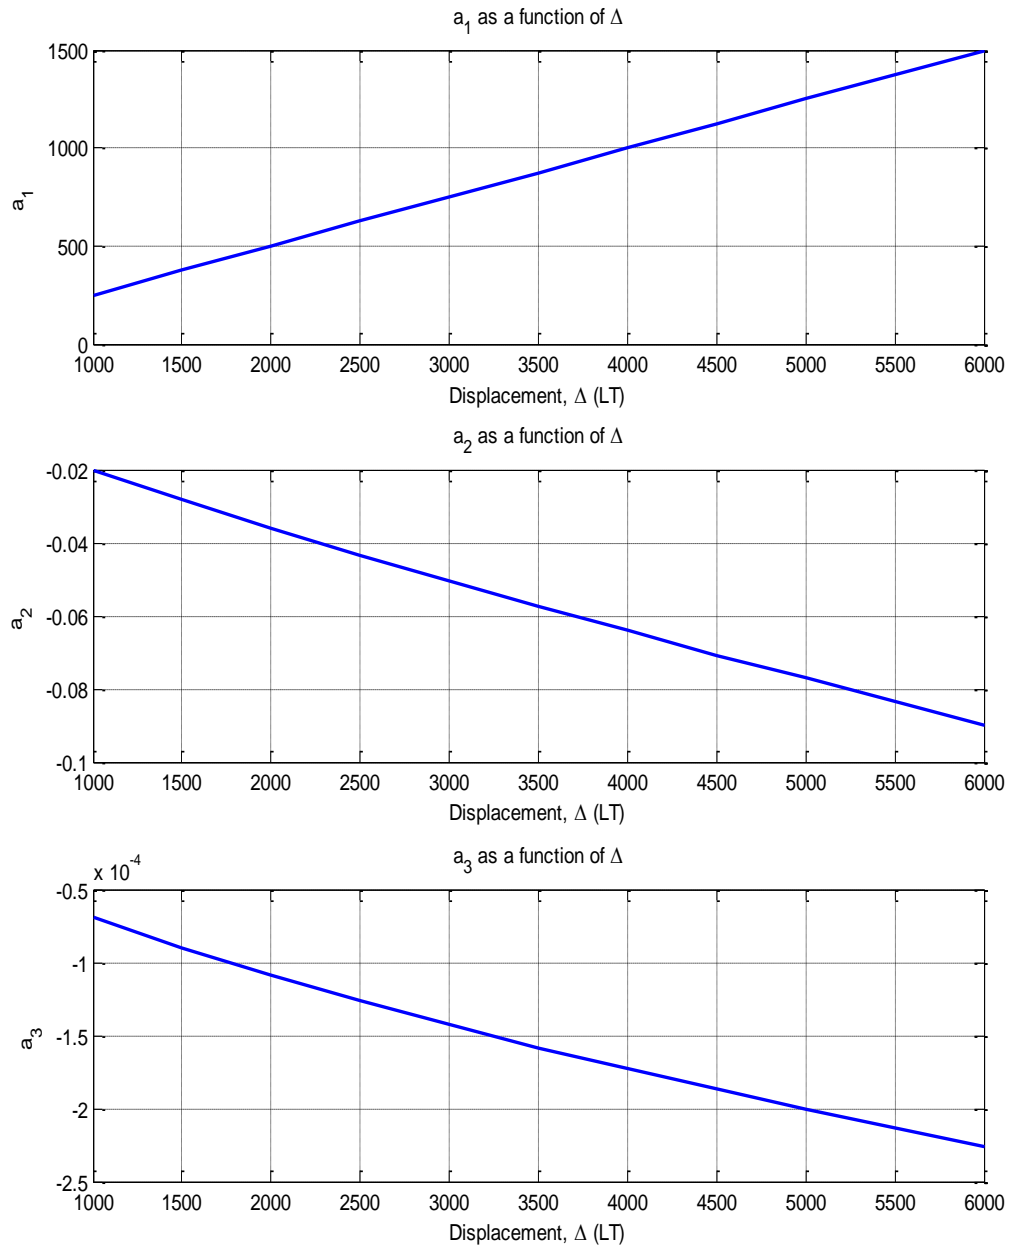 a1 as a function of Δ
1500
1000
500
0
a1
1000 1500 2000 2500 3000 3500 4000 4500 5000 5500 6000
Displacement, Δ (LT)
a2 as a function of Δ
-0.02
-0.04
-0.06
-0.08
-0.1
a2
1000 1500 2000 2500 3000 3500 4000 4500 5000 5500 6000
Displacement, Δ (LT)
a3 as a function of Δ
x 10-4
-0.5
-1
-1.5
-2
-2.5
a3
1000 1500 2000 2500 3000 3500 4000 4500 5000 5500 6000
Displacement, Δ (LT)